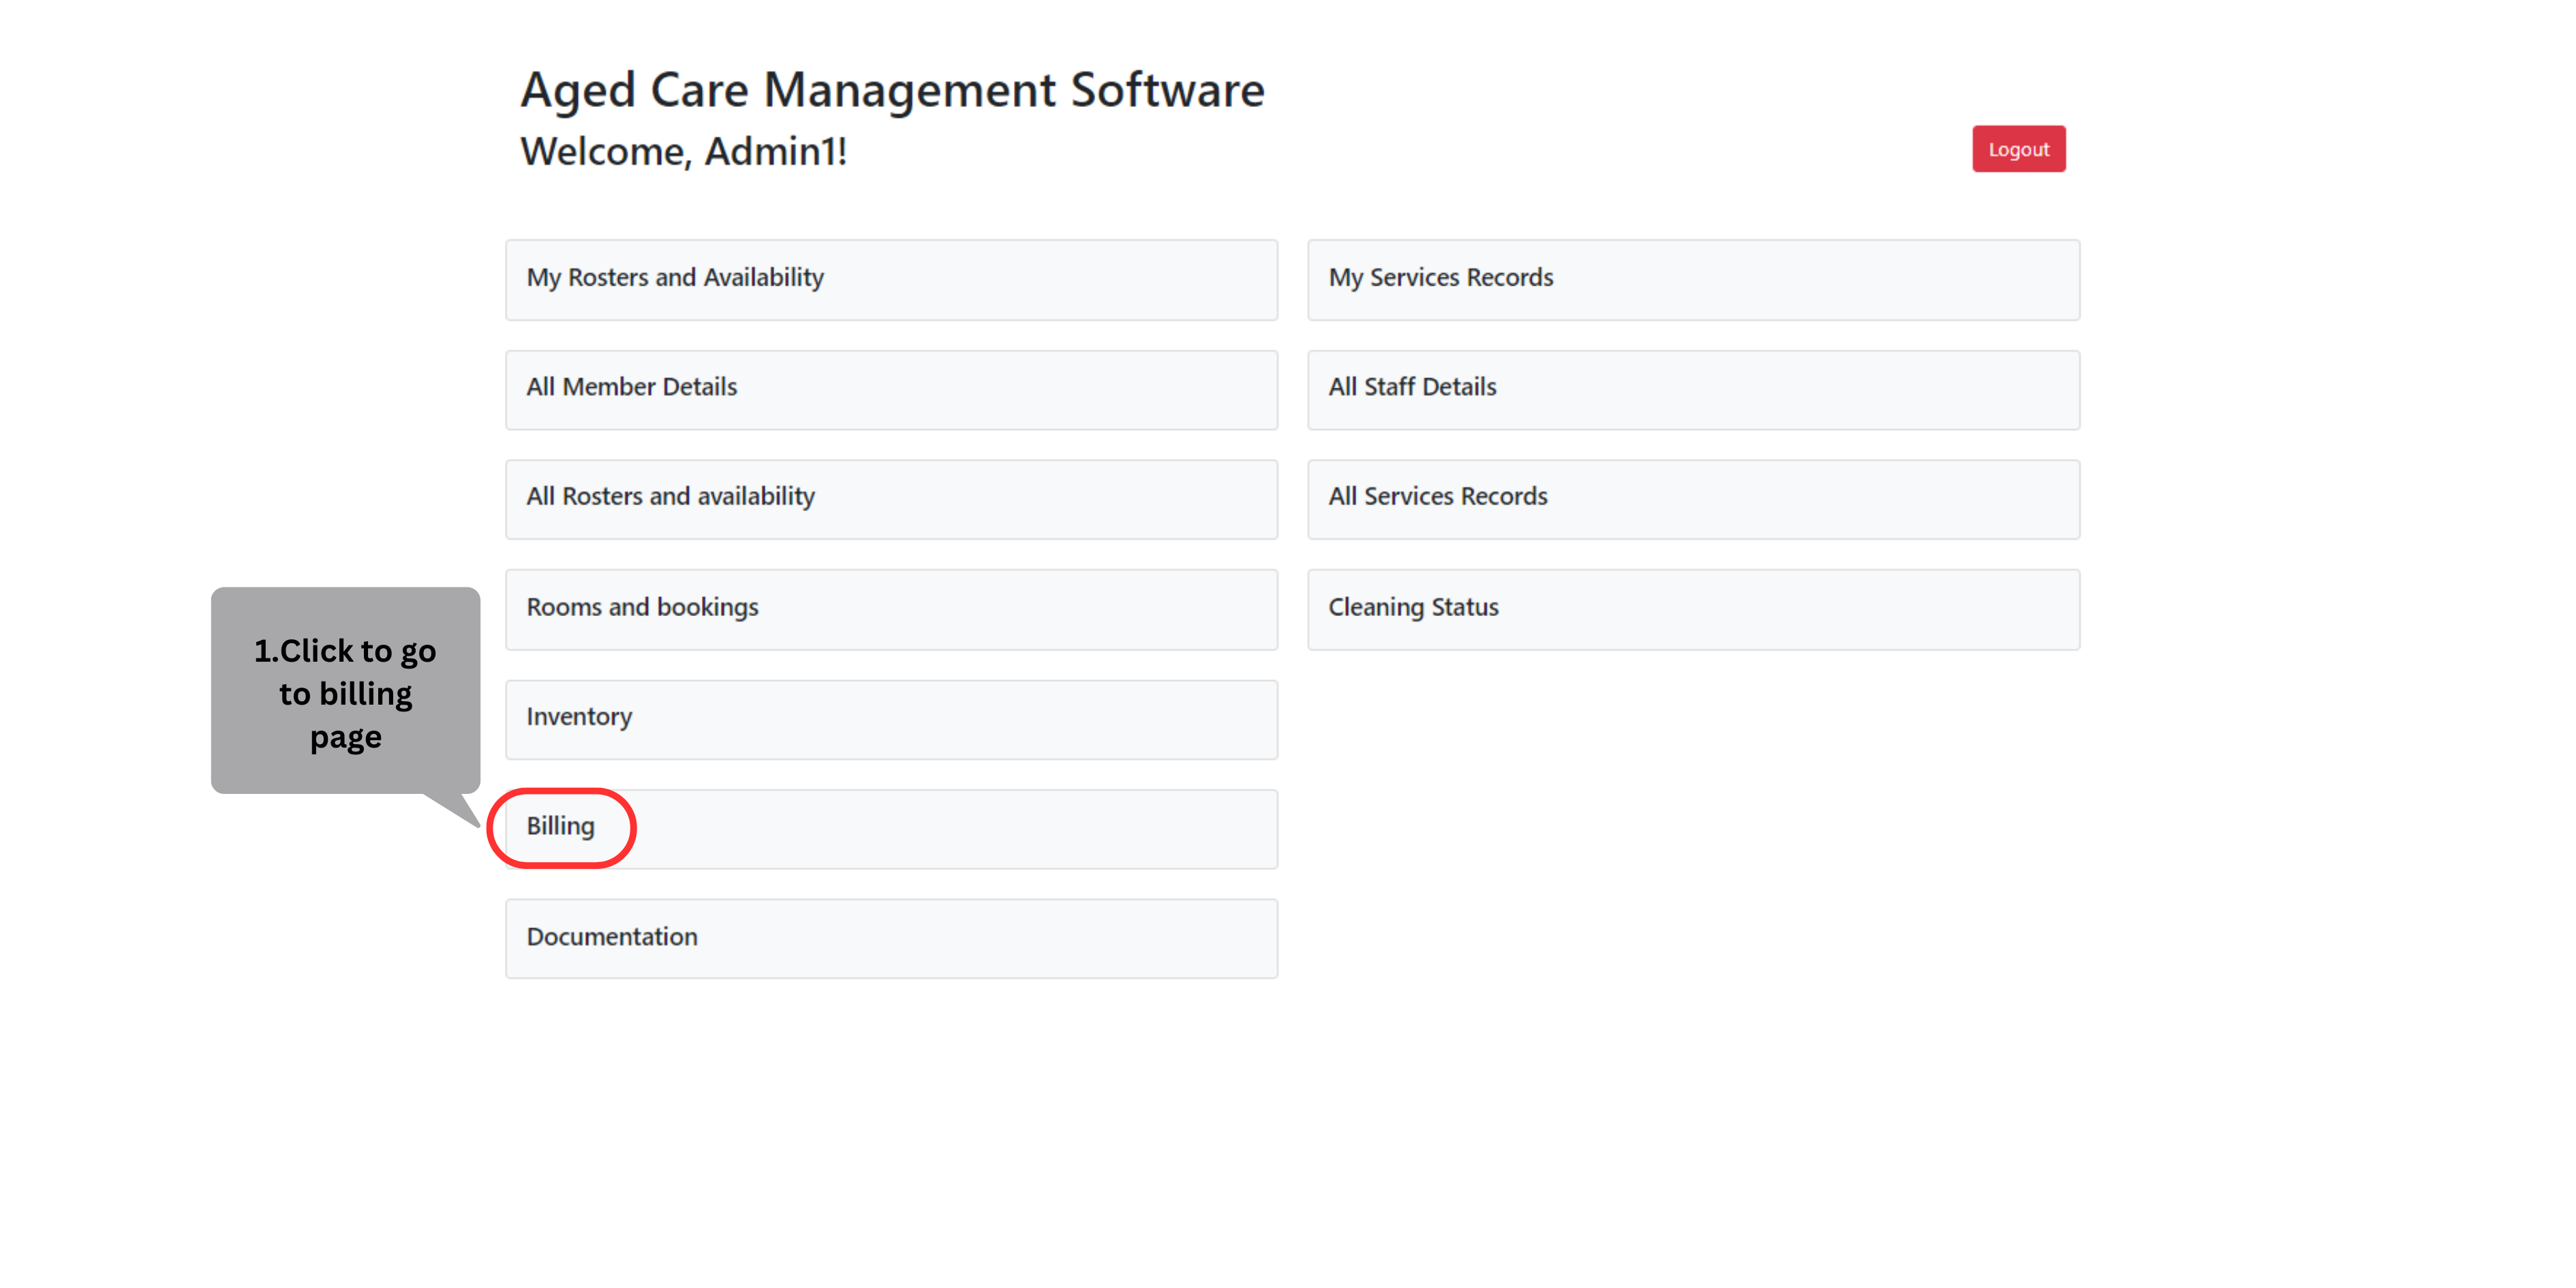 Aged Care Management Software
Welcome, Admin1!
Logout
My Rosters and Availability
My Services Records
All Member Details
All Staff Details
All Rosters and availability
All Services Records
Rooms and bookings
Cleaning Status
1.Click to go
to billing
page
Inventory
Billing
Documentation